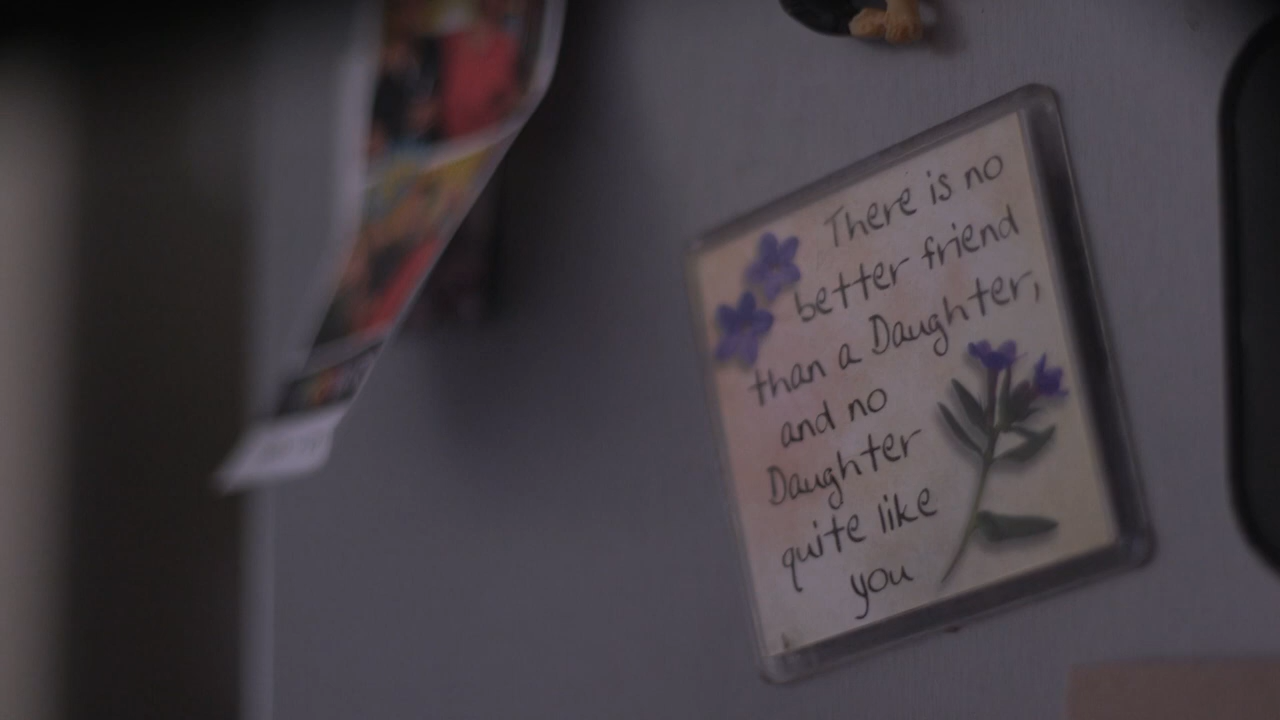 There is no
better friend
than a Daughter,
and no
Daughter
quite like
you